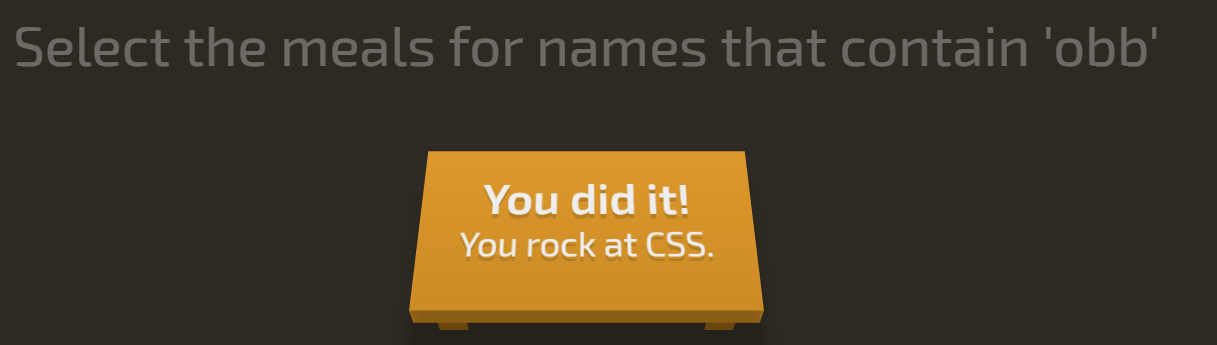 Select the meals for names that contain 'obb'
You did it!
You rock at CSS.